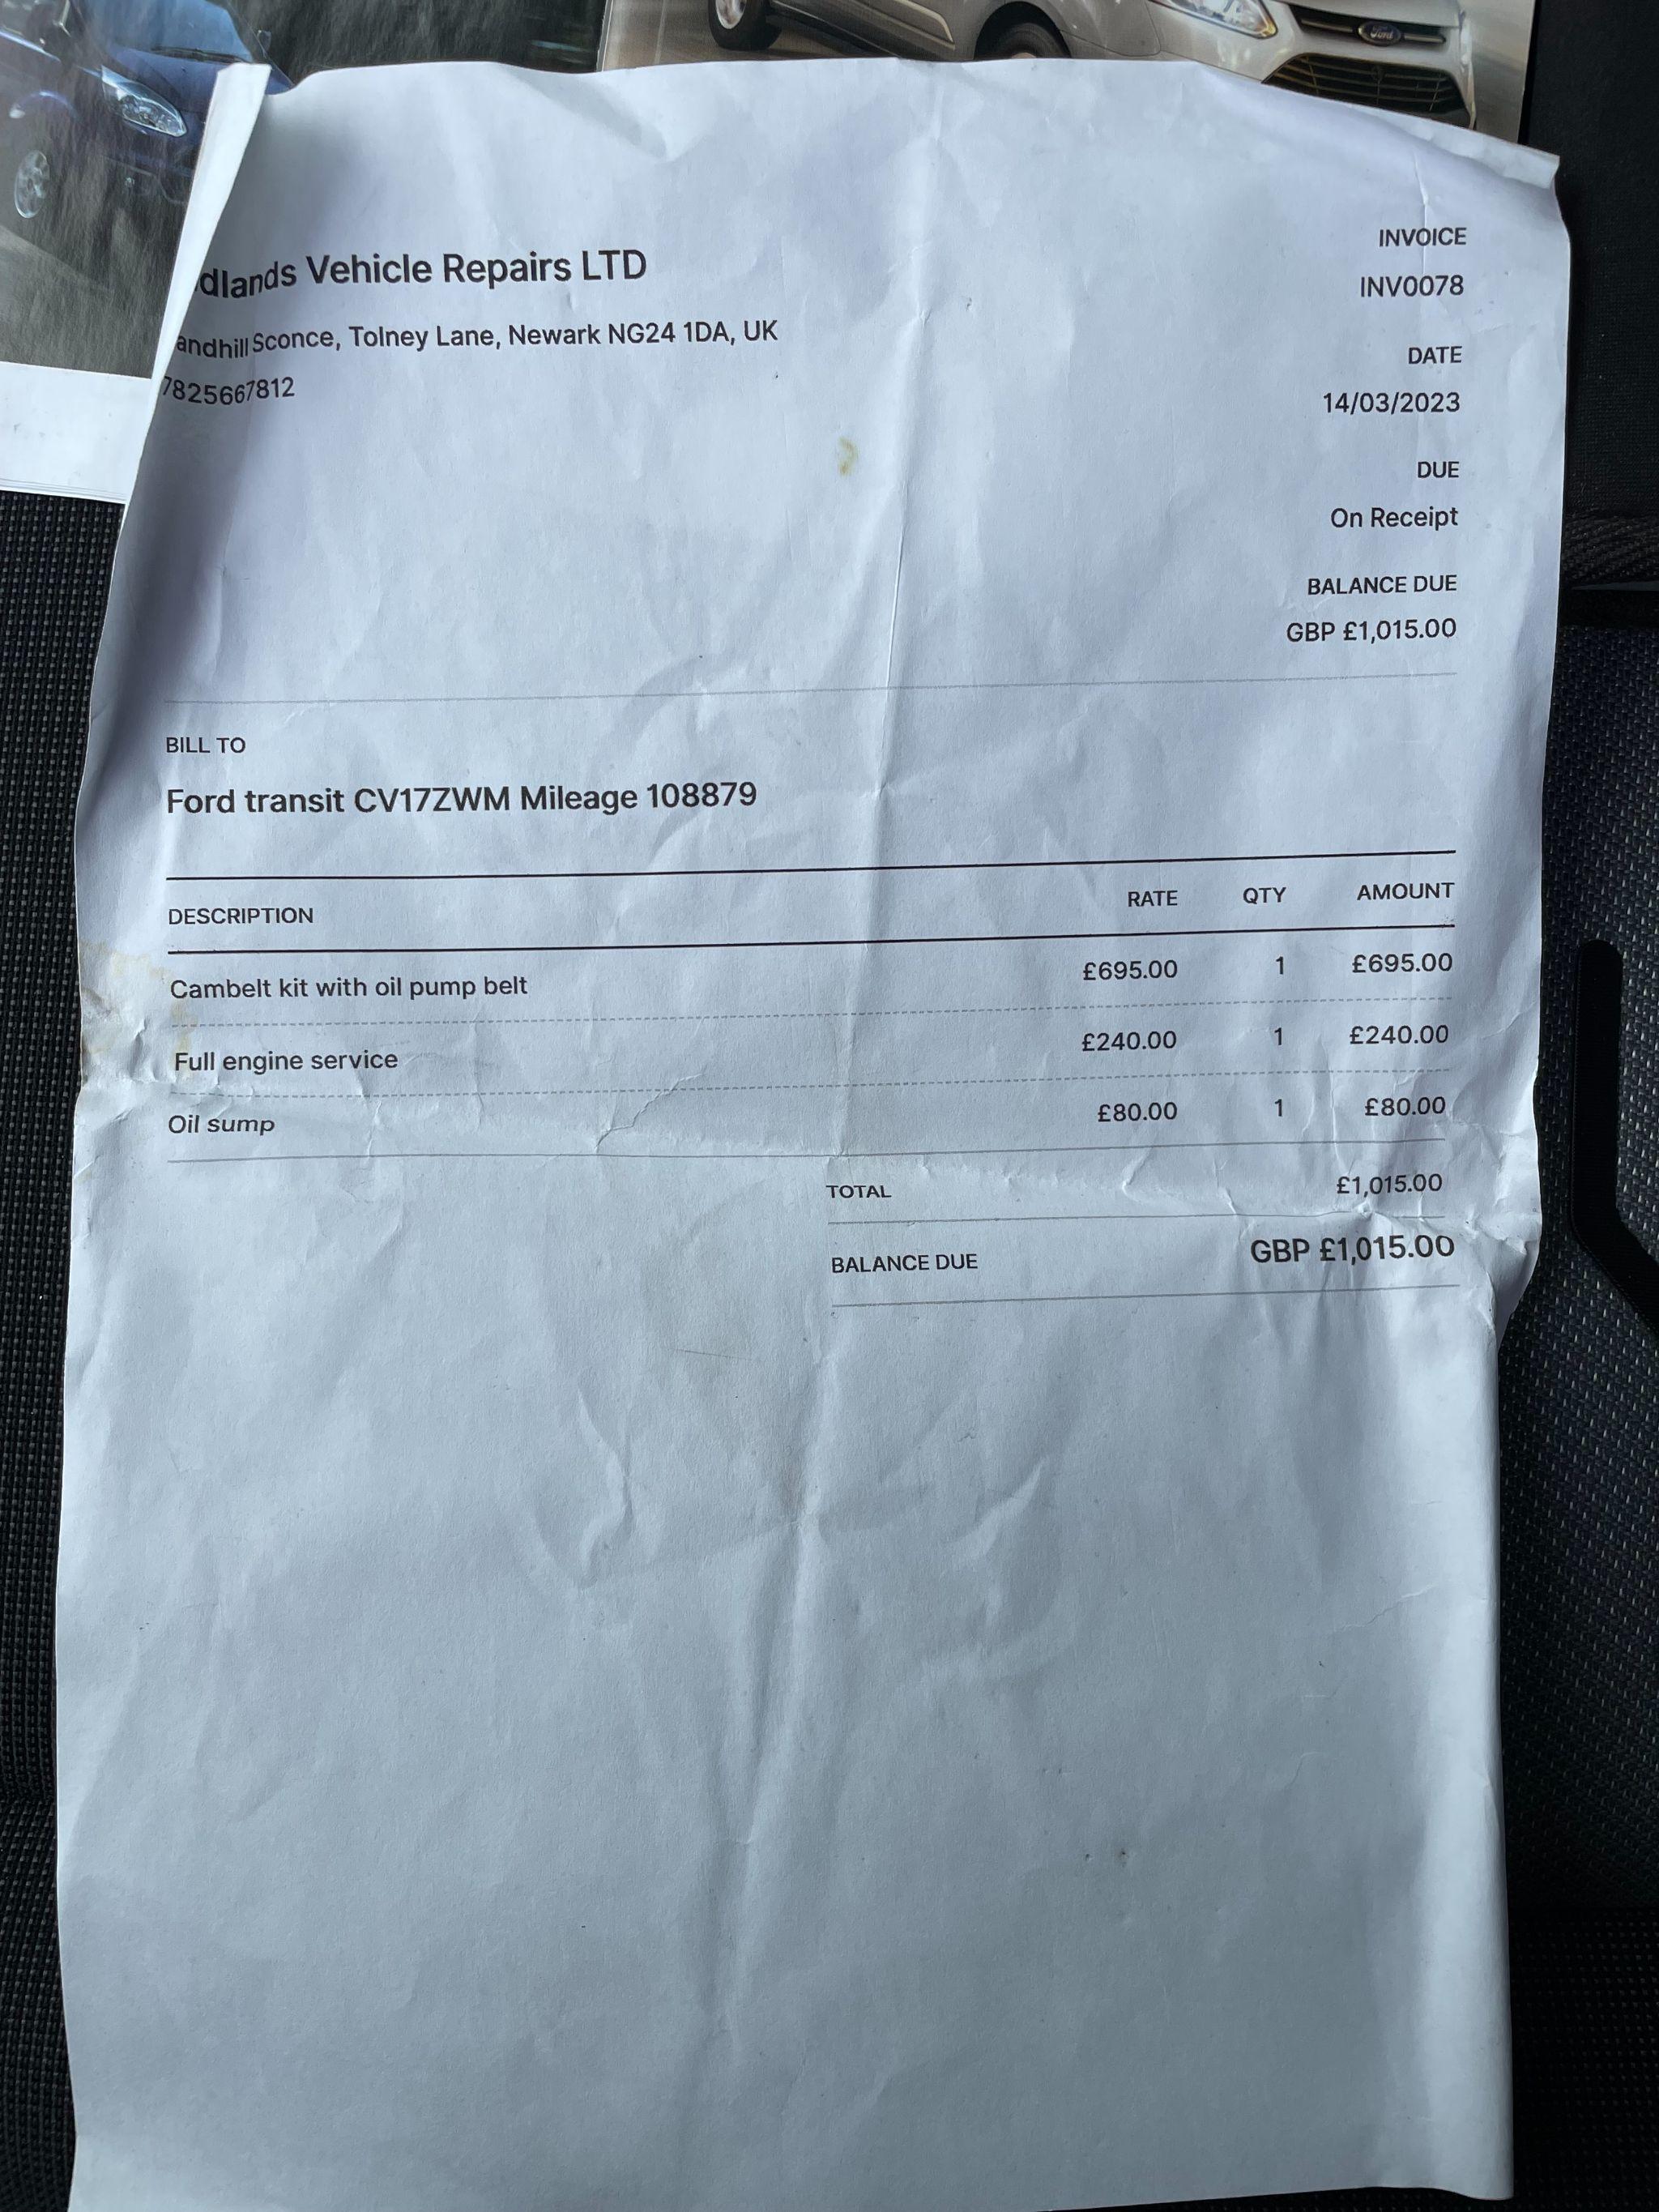 Ford
dlands Vehicle Repairs LTD
andhill Sconce, Tolney Lane, Newark NG24 1DA, UK
7825667812
INVOICE
INV0078
DATE
14/03/2023
DUE
On Receipt
BALANCE DUE
GBP £1,015.00
BILL TO
Ford transit CV17ZWM Mileage 108879
DESCRIPTION RATE QTY AMOUNT
Cambelt kit with oil pump belt £695.00 1 £695.00
Full engine service £240.00 1 £240.00
Oil sump £80.00 1 £80.00
TOTAL £1,015.00
BALANCE DUE GBP £1,015.00